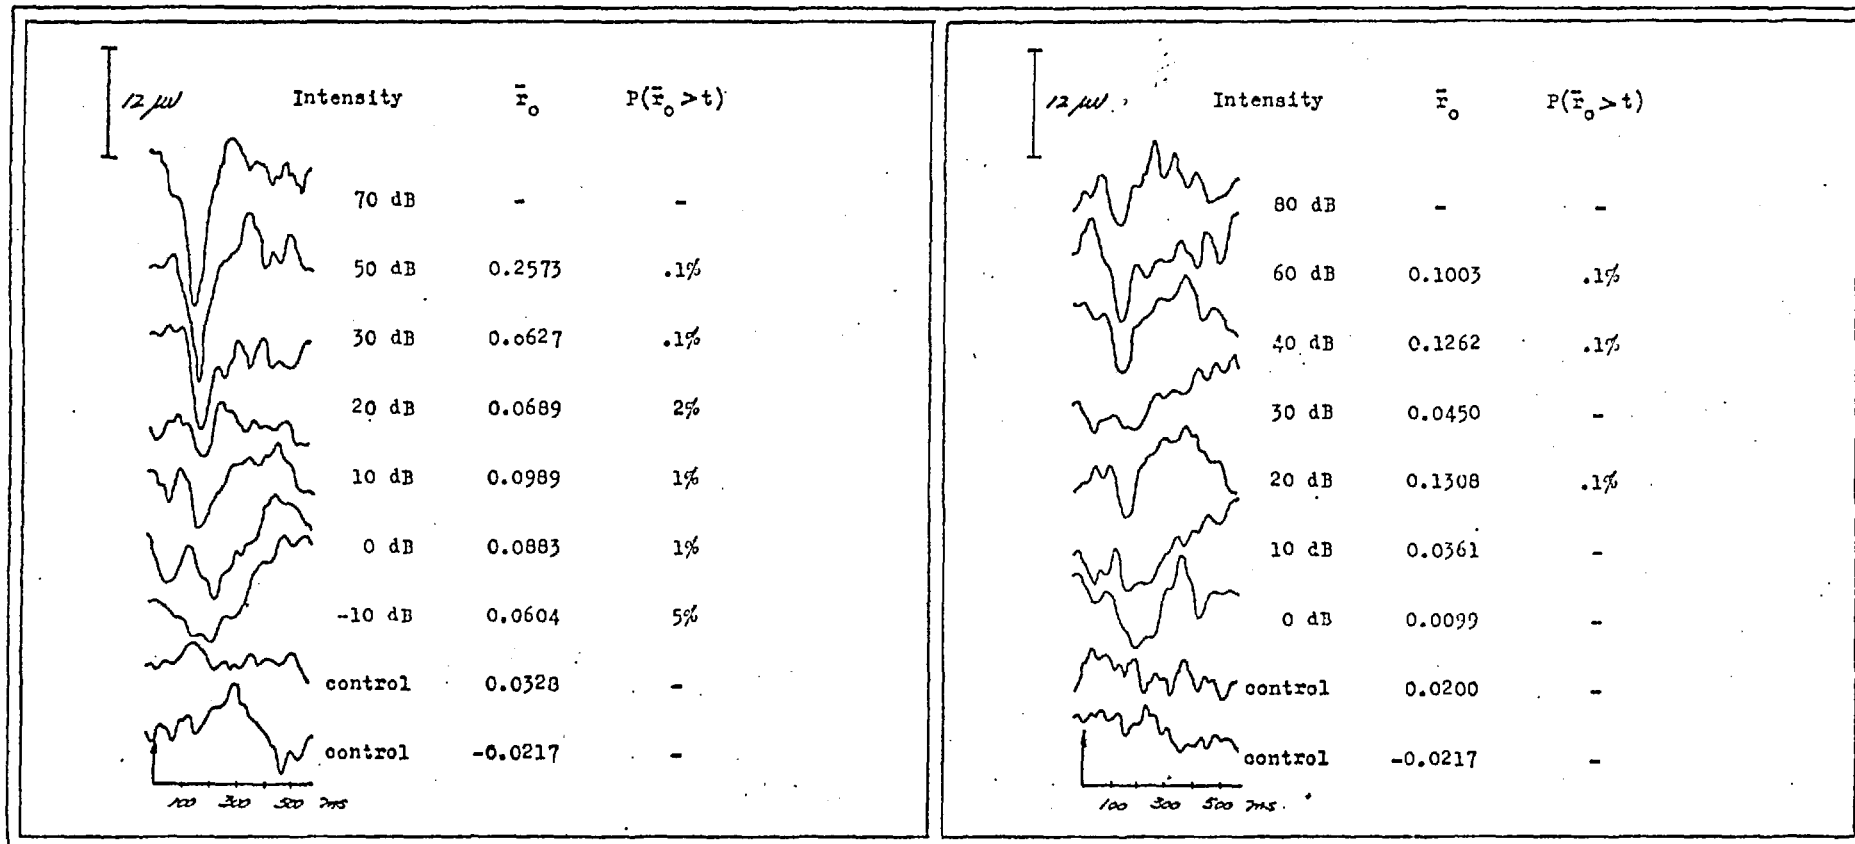 12 μV Intensity r̄o P(r̄o > t)
70 dB - -
50 dB 0.2573 .1%
30 dB 0.0627 .1%
20 dB 0.0689 2%
10 dB 0.0989 1%
0 dB 0.0883 1%
-10 dB 0.0604 5%
control 0.0328 -
control -0.0217 -
100 300 500 ms
12 μV Intensity r̄o P(r̄o > t)
80 dB - -
60 dB 0.1003 .1%
40 dB 0.1262 .1%
30 dB 0.0450 -
20 dB 0.1308 .1%
10 dB 0.0361 -
0 dB 0.0099 -
control 0.0200 -
control -0.0217 -
100 300 500 ms.